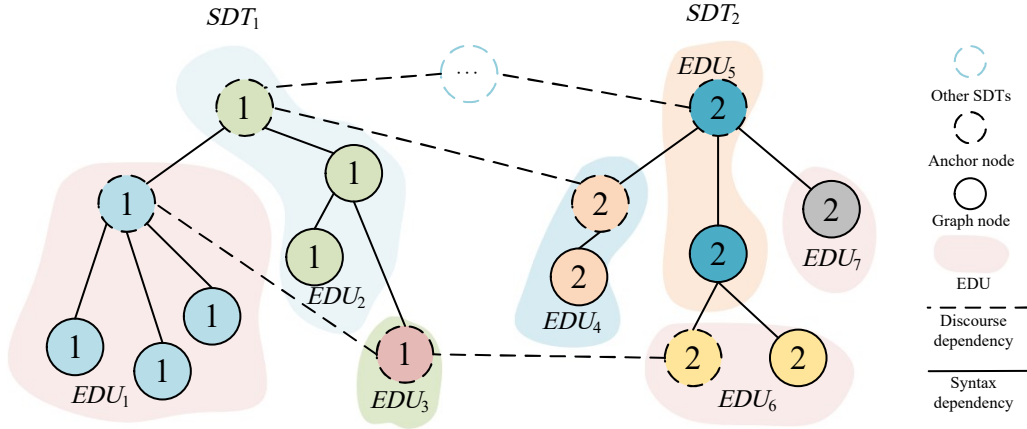 SDT₁
SDT₂
...
EDU₅
1
2
1
1
2
2
1
2
2
EDU₇
EDU₂
EDU₄
1
1
1
1
2
2
EDU₁
EDU₃
EDU₆
Other SDTs
Anchor node
Graph node
EDU
Discourse
dependency
Syntax
dependency